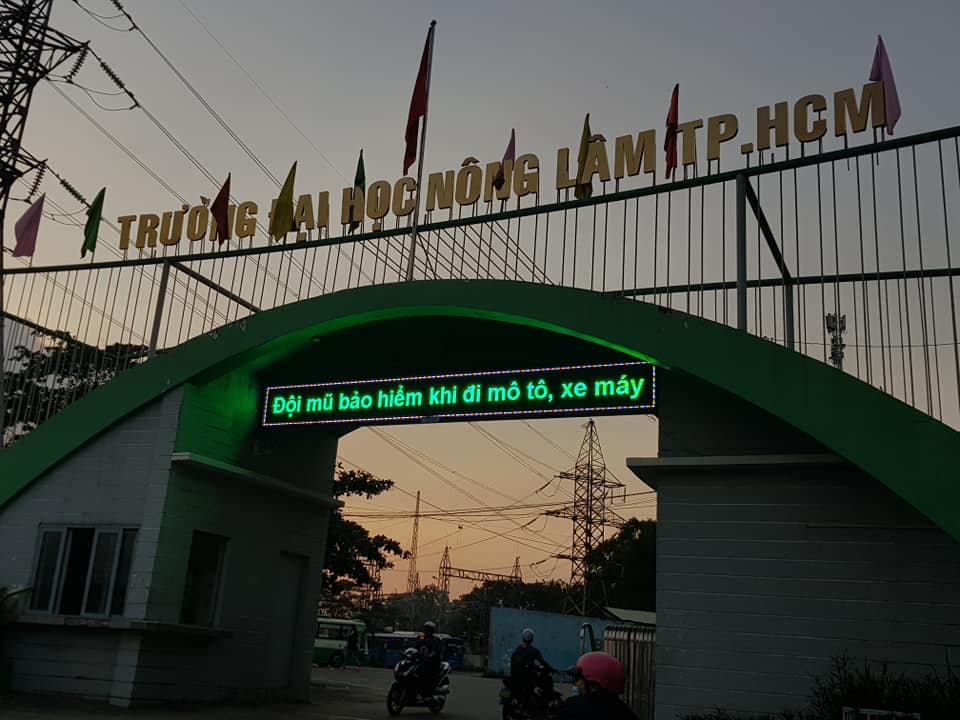 TRƯỜNG ĐẠI HỌC NÔNG LÂM TP.HCM
Đội mũ bảo hiểm khi đi mô tô, xe máy